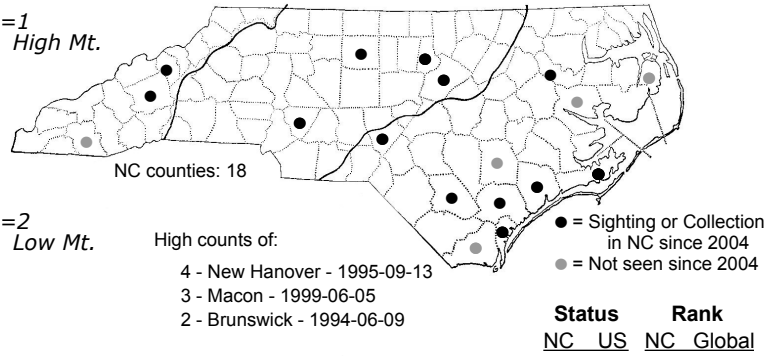 =1
High Mt.
NC counties: 18
=2
Low Mt.
High counts of:
4 - New Hanover - 1995-09-13
3 - Macon - 1999-06-05
2 - Brunswick - 1994-06-09
● = Sighting or Collection
in NC since 2004
● = Not seen since 2004
Status Rank
NC US NC Global